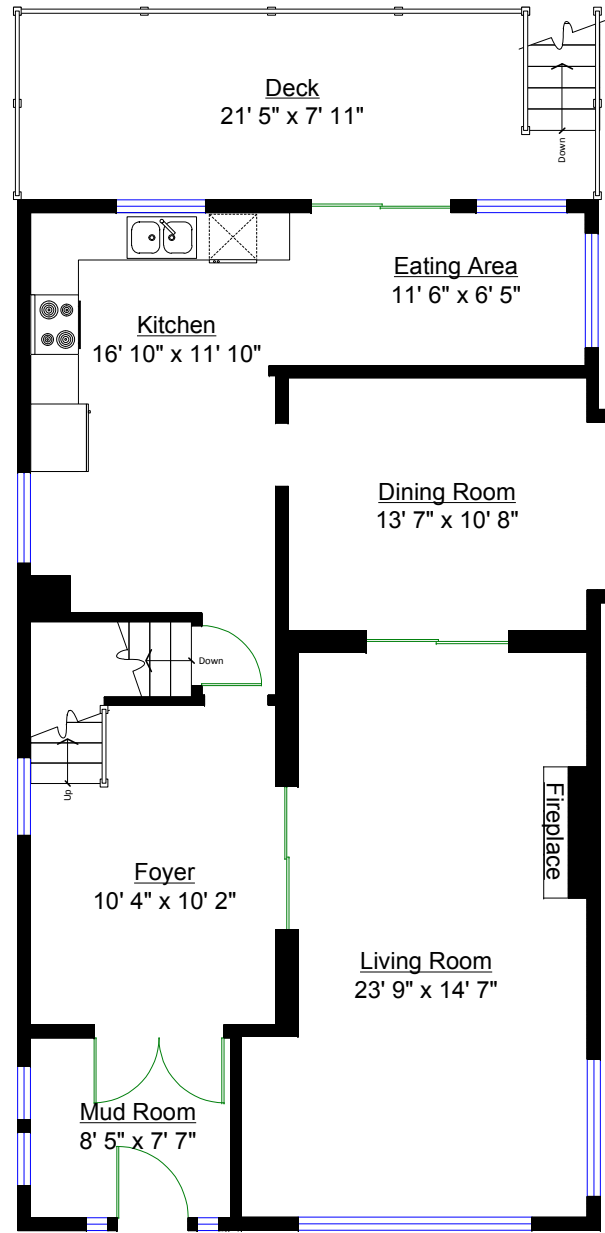 Deck
21' 5" x 7' 11"
Down
Eating Area
11' 6" x 6' 5"
Kitchen
16' 10" x 11' 10"
Dining Room
13' 7" x 10' 8"
Down
Up
Fireplace
Foyer
10' 4" x 10' 2"
Living Room
23' 9" x 14' 7"
Mud Room
8' 5" x 7' 7"